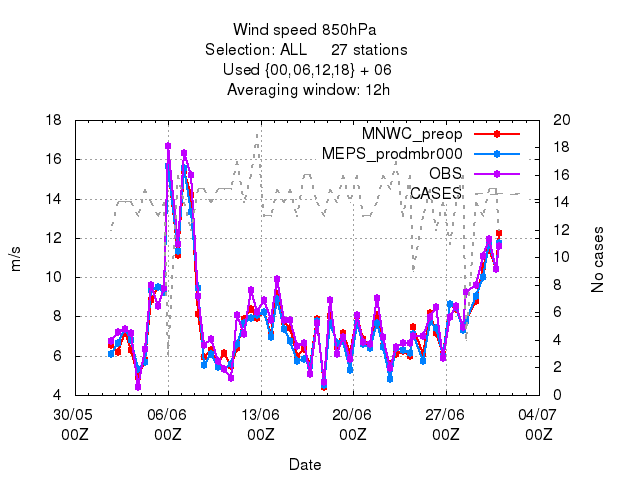 Wind speed 850hPa
Selection: ALL 27 stations
Used {00,06,12,18} + 06
Averaging window: 12h
MNWC_preop
MEPS_prodmbr000
OBS
CASES
m/s
18
16
14
12
10
8
6
4
No cases
20
18
16
14
12
10
8
6
4
2
0
30/05 06/06 13/06 20/06 27/06 04/07
00Z 00Z 00Z 00Z 00Z 00Z
Date